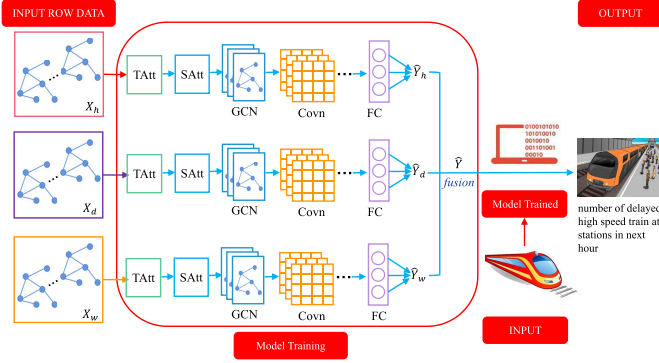 INPUT ROW DATA
OUTPUT
X_h
TAtt
SAtt
GCN
Covn
...
FC
Ŷ_h
X_d
TAtt
SAtt
GCN
Covn
...
FC
Ŷ_d
Ŷ
fusion
X_w
TAtt
SAtt
GCN
Covn
...
FC
Ŷ_w
0100101010
101010010
0010010
001101001
00010
Model Trained
number of delayed
high speed train at
stations in next
hour
INPUT
Model Training